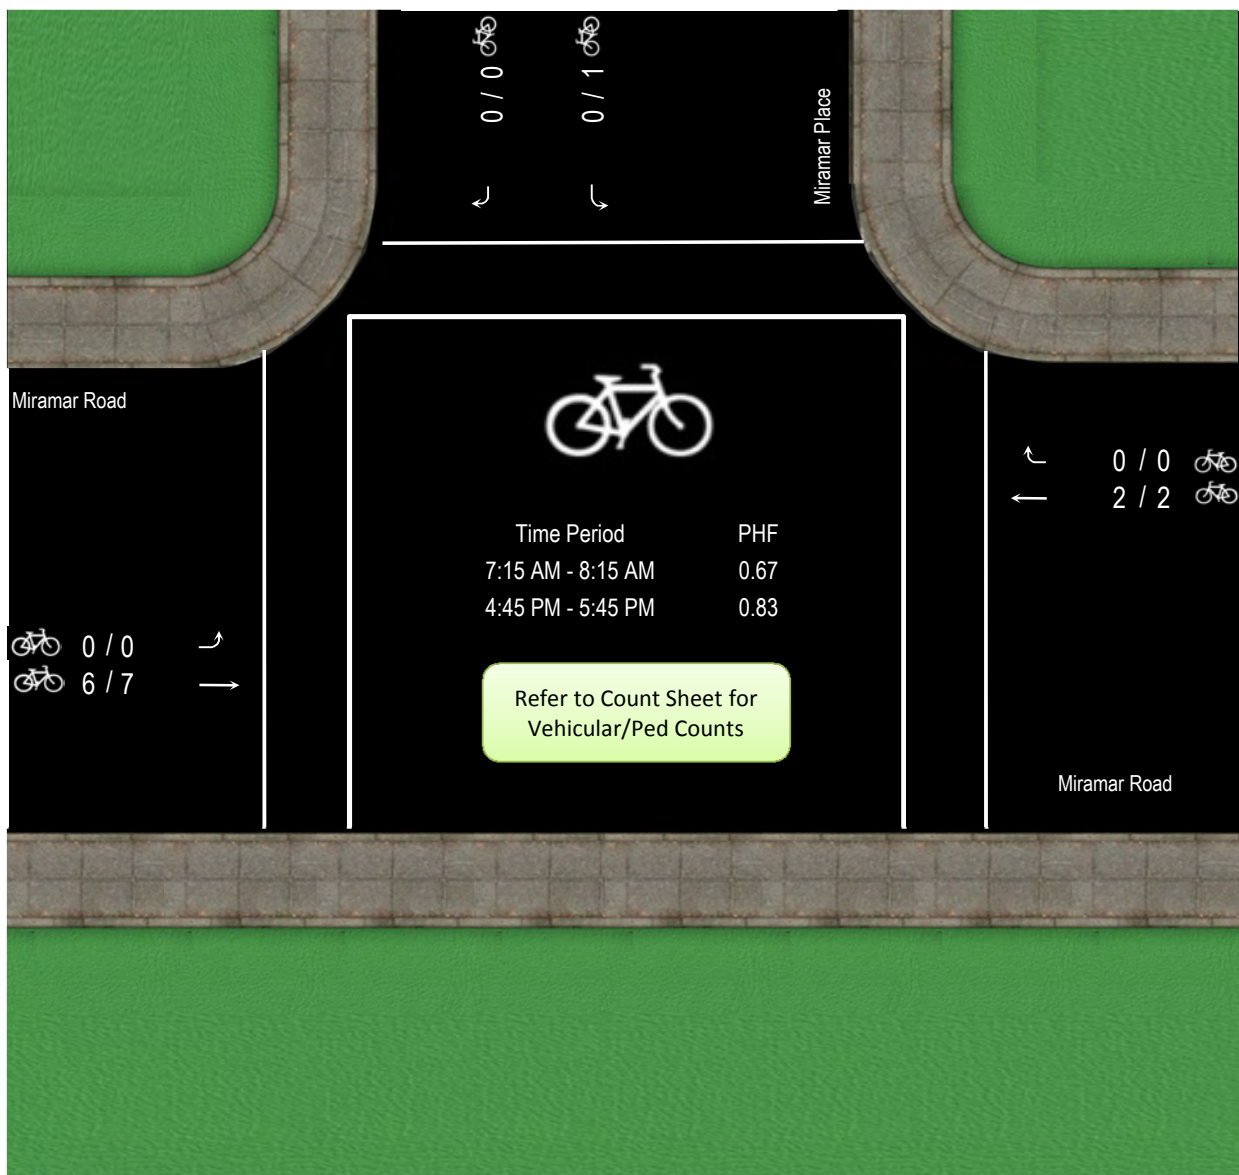 0 / 0
0 / 1
Miramar Place
Miramar Road
0 / 0
2 / 2
Time Period PHF
7:15 AM - 8:15 AM 0.67
4:45 PM - 5:45 PM 0.83
0 / 0
6 / 7
Refer to Count Sheet for
Vehicular/Ped Counts
Miramar Road